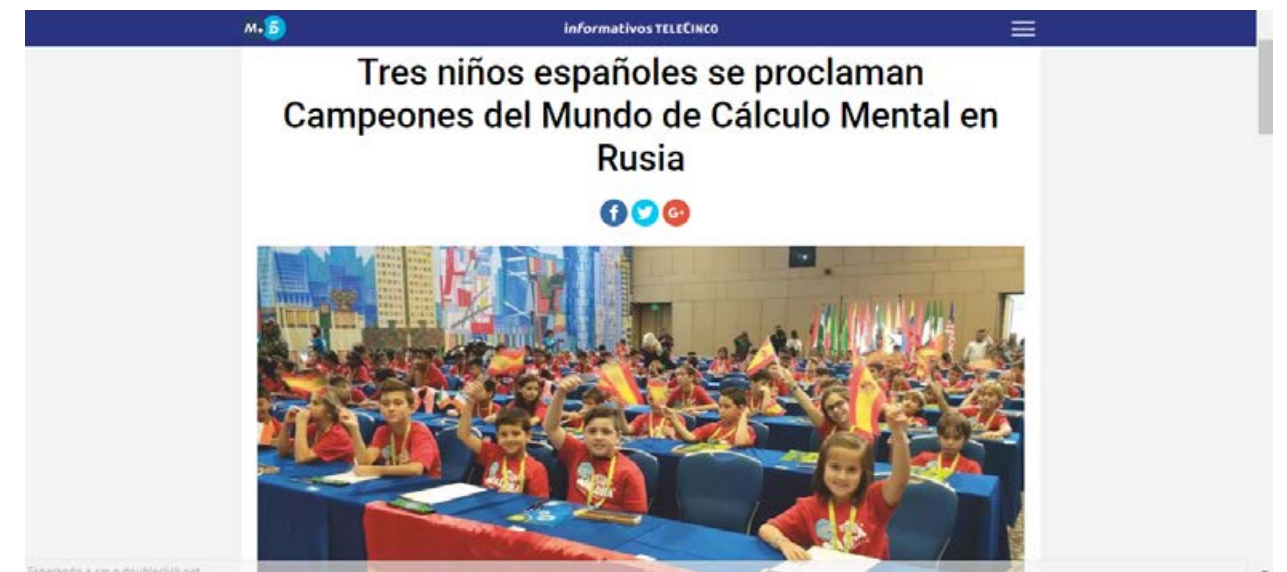 M. 5 informativos TELECINCO
Tres niños españoles se proclaman
Campeones del Mundo de Cálculo Mental en
Rusia
f G+